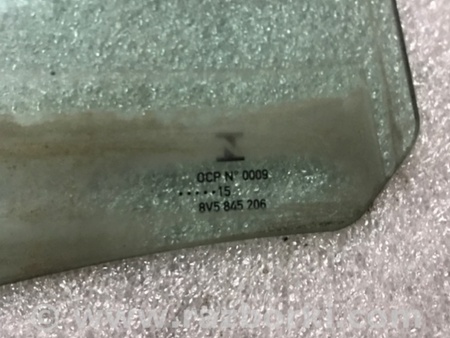 OCP N° 0009
•••••15
8V5 845 206